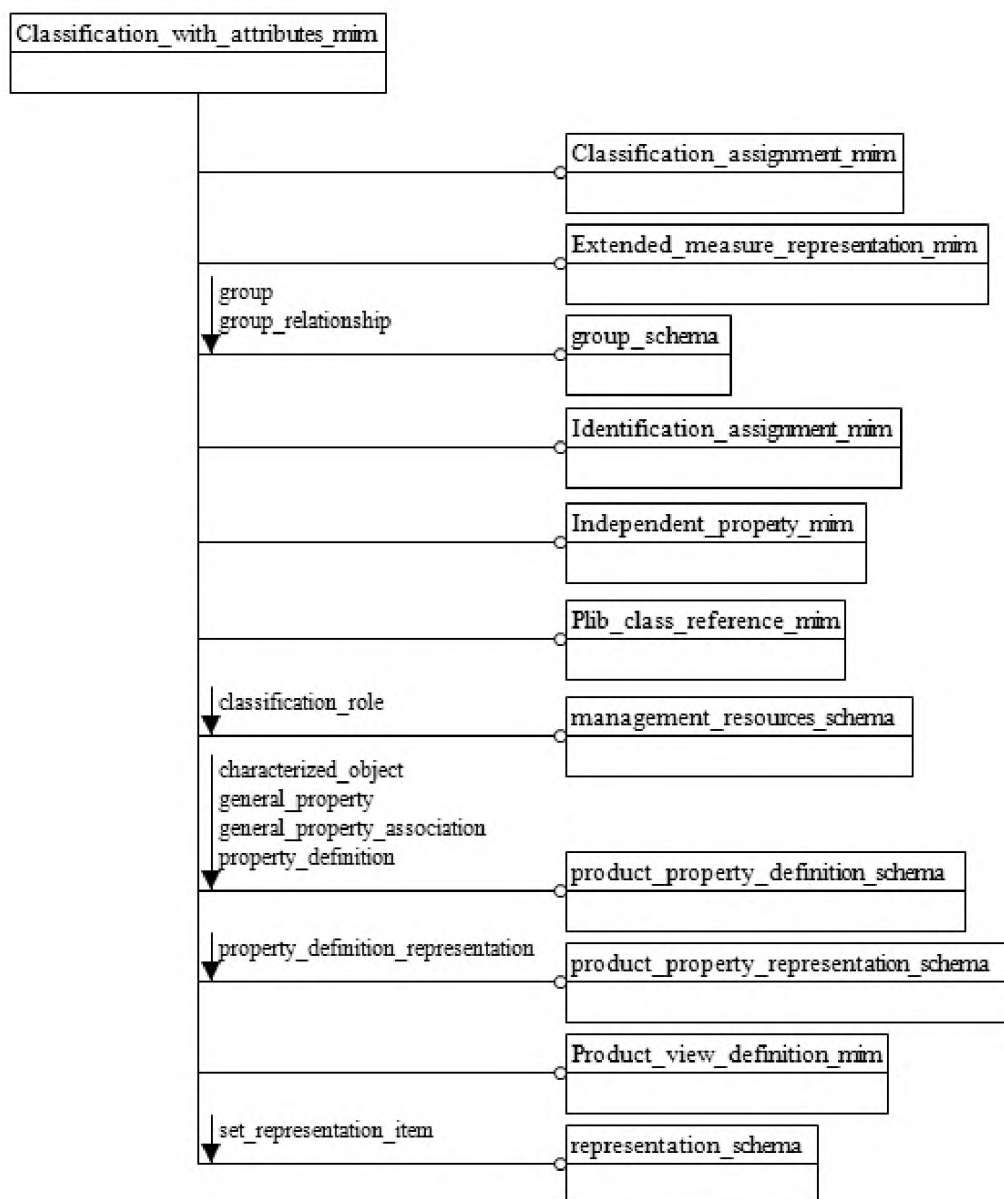 Classification_with_attributes_mim
Classification_assignment_mim
Extended_measure_representation_mim
group
group_relationship
group_schema
Identification_assignment_mim
Independent_property_mim
Plib_class_reference_mim
classification_role
management_resources_schema
characterized_object
general_property
general_property_association
property_definition
product_property_definition_schema
property_definition_representation
product_property_representation_schema
Product_view_definition_mim
set_representation_item
representation_schema